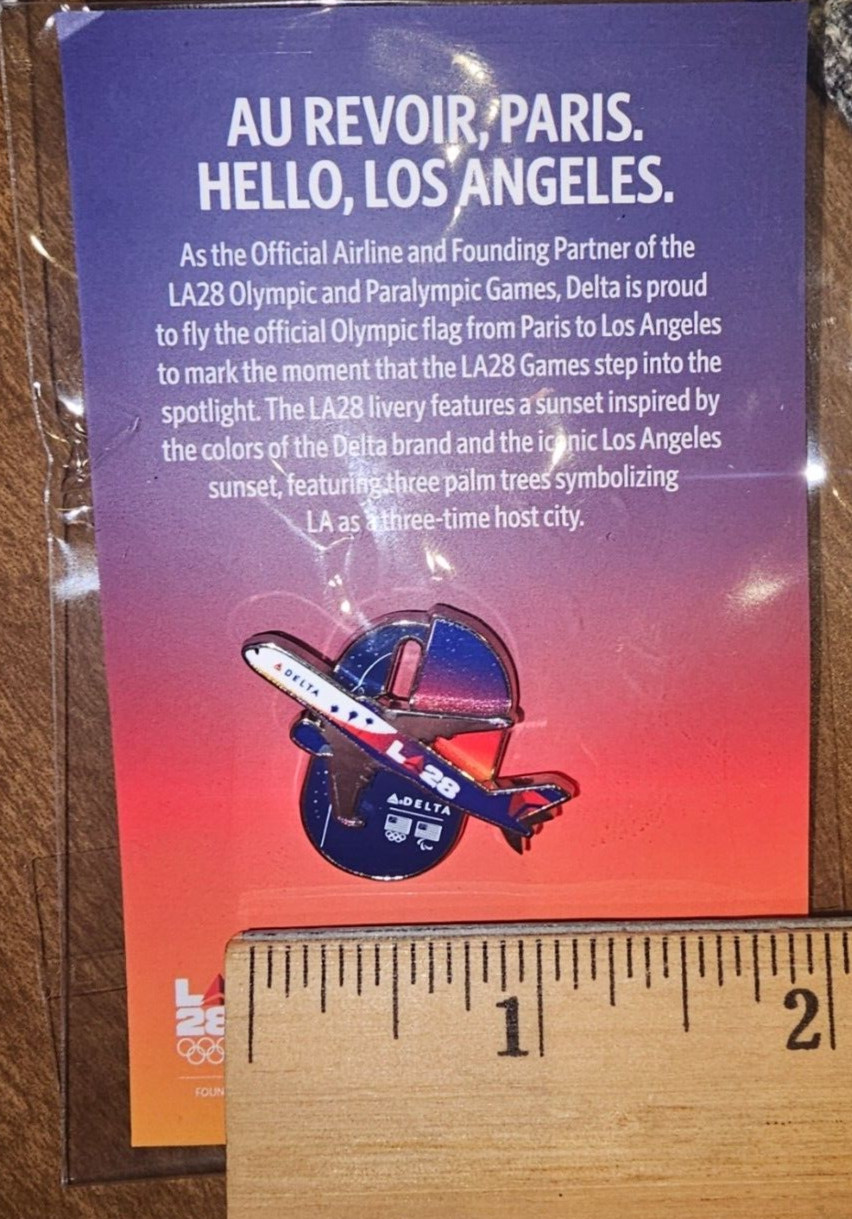 AU REVOIR, PARIS.
HELLO, LOS ANGELES.
As the Official Airline and Founding Partner of the
LA28 Olympic and Paralympic Games, Delta is proud
to fly the official Olympic flag from Paris to Los Angeles
to mark the moment that the LA28 Games step into the
spotlight. The LA28 livery features a sunset inspired by
the colors of the Delta brand and the iconic Los Angeles
sunset, featuring three palm trees symbolizing
LA as a three-time host city.
DELTA
LA28
DELTA
LA
28
FOUN
1
2